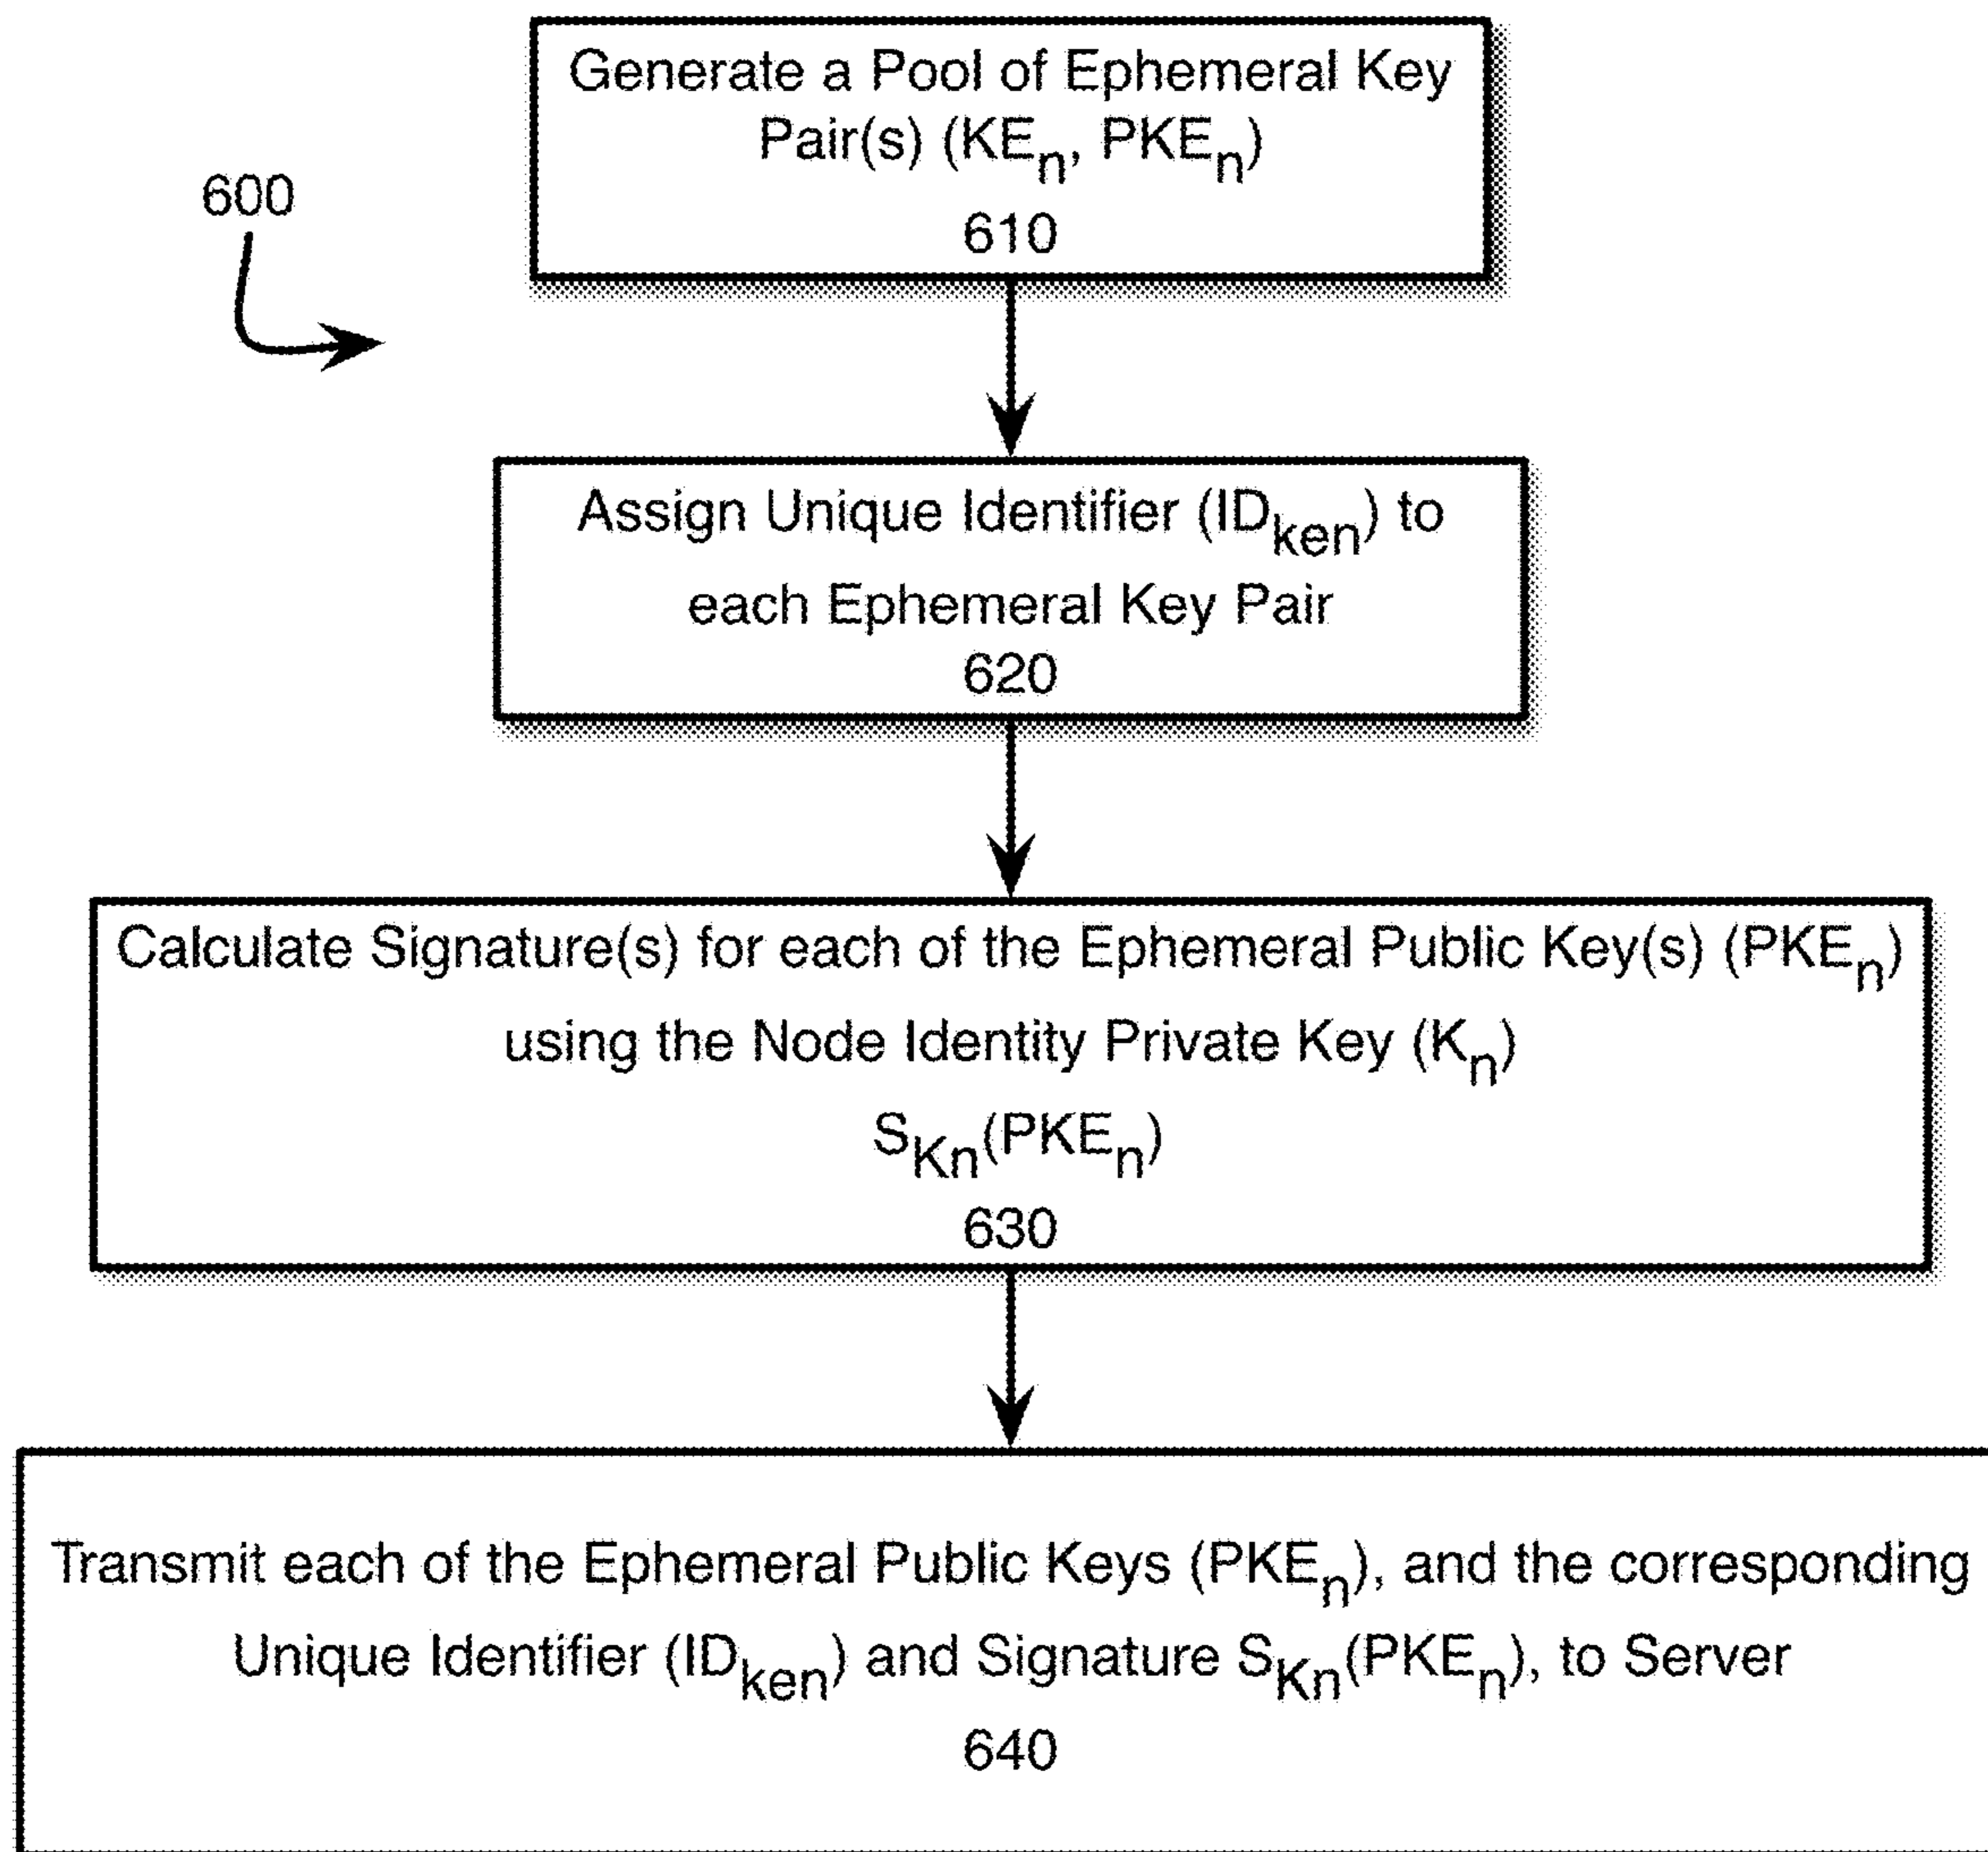 Generate a Pool of Ephemeral Key
Pair(s) (KEn, PKEn)
610
600
Assign Unique Identifier (IDken) to
each Ephemeral Key Pair
620
Calculate Signature(s) for each of the Ephemeral Public Key(s) (PKEn)
using the Node Identity Private Key (Kn)
SKn(PKEn)
630
Transmit each of the Ephemeral Public Keys (PKEn), and the corresponding
Unique Identifier (IDken) and Signature SKn(PKEn), to Server
640